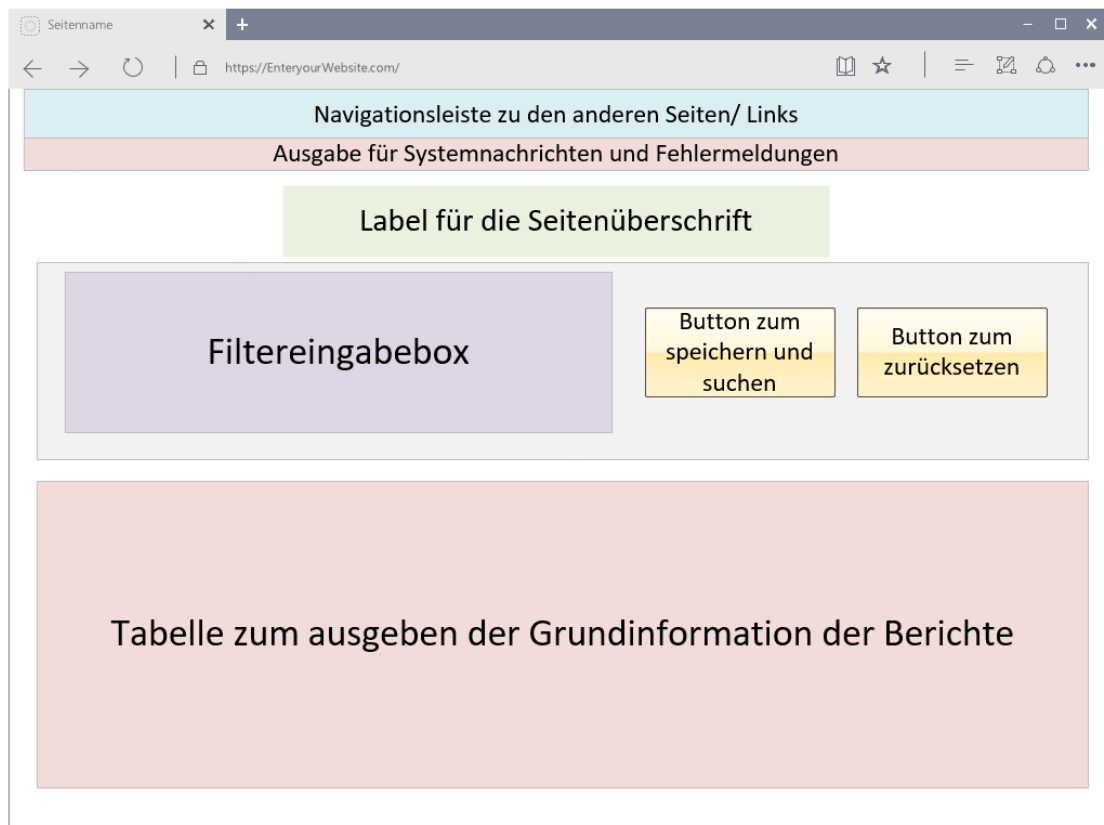 Seitenname
https://EnteryourWebsite.com/
Navigationsleiste zu den anderen Seiten/ Links
Ausgabe für Systemnachrichten und Fehlermeldungen
Label für die Seitenüberschrift
Filtereingabebox
Button zum
speichern und
suchen
Button zum
zurücksetzen
Tabelle zum ausgeben der Grundinformation der Berichte